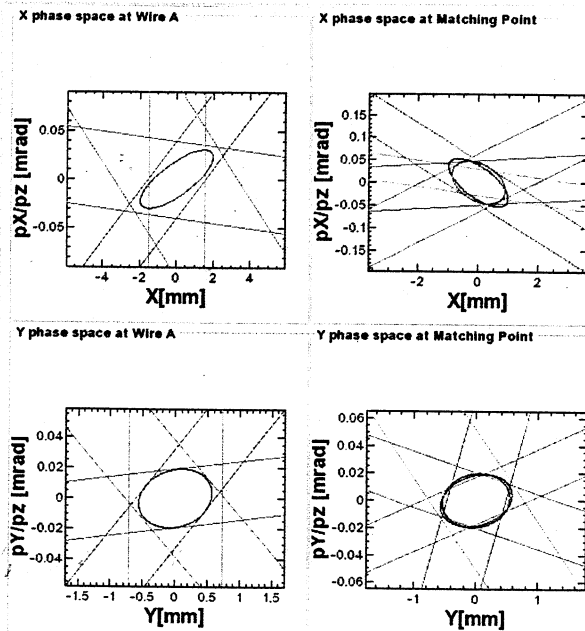 X phase space at Wire A
pX/pz [mrad]
0.05
0
-0.05
-4 -2 0 2 4
X[mm]
X phase space at Matching Point
pX/pz [mrad]
0.15
0.1
0.05
0
-0.05
-0.1
-0.15
-2 0 2
X[mm]
Y phase space at Wire A
pY/pz [mrad]
0.04
0.02
0
-0.02
-0.04
-1.5 -1 -0.5 0 0.5 1 1.5
Y[mm]
Y phase space at Matching Point
pY/pz [mrad]
0.06
0.04
0.02
0
-0.02
-0.04
-0.06
-1 0 1
Y[mm]